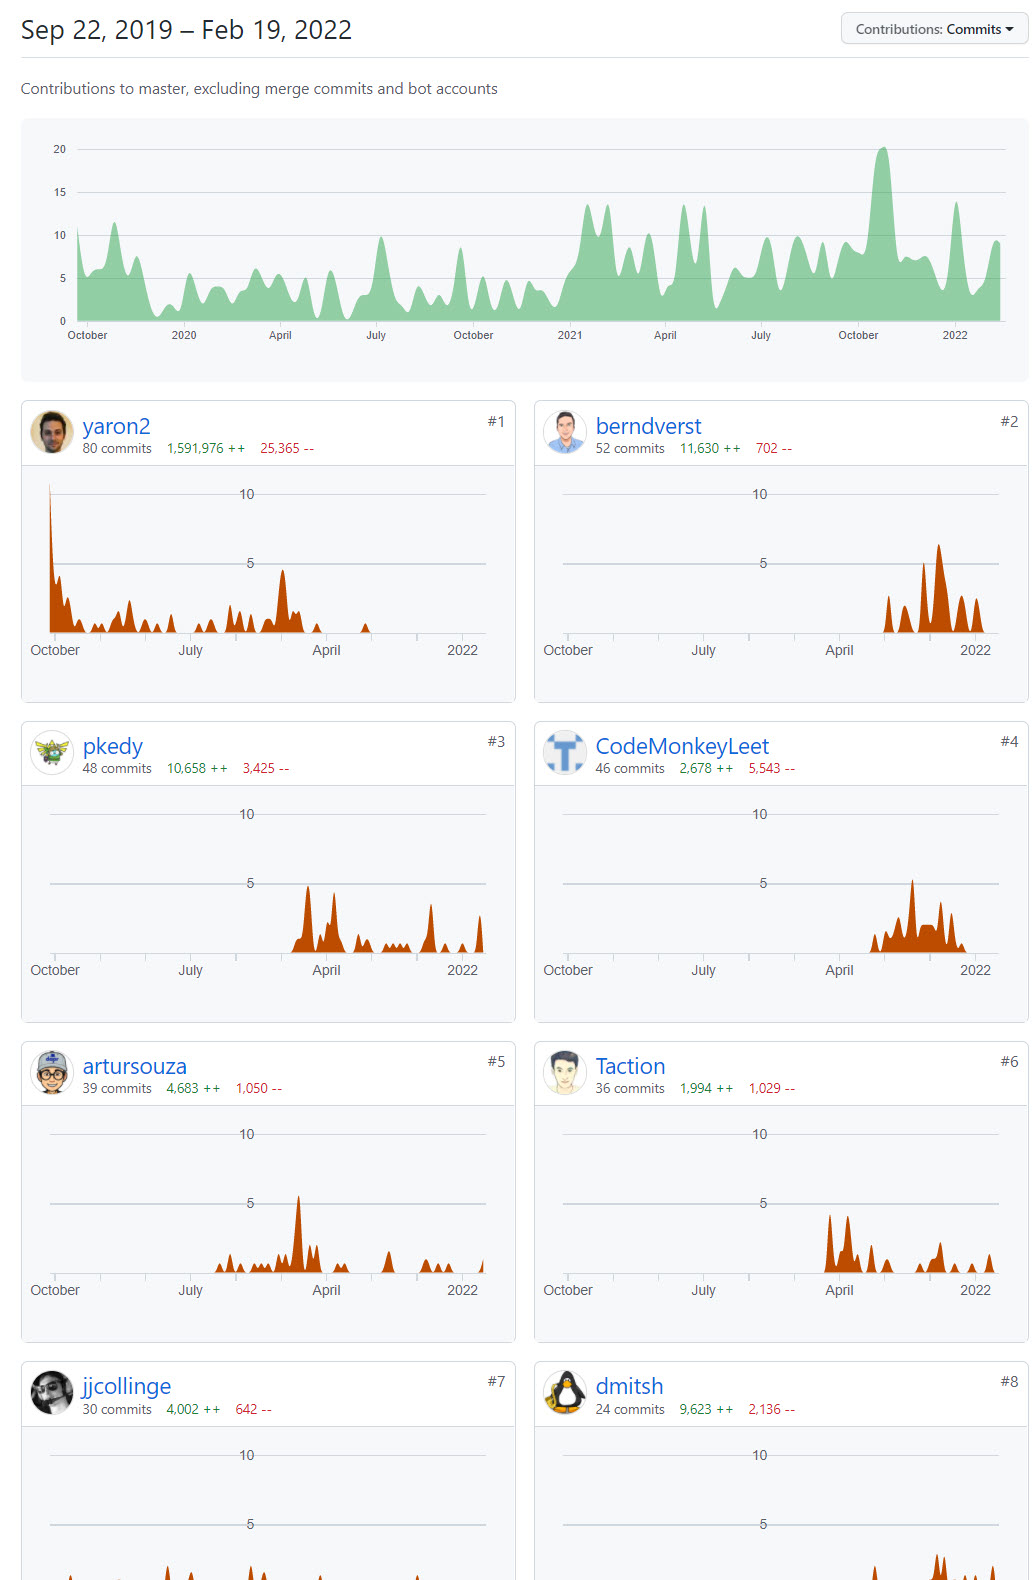 Sep 22, 2019 – Feb 19, 2022
Contributions: Commits
Contributions to master, excluding merge commits and bot accounts
20
15
10
5
0
October 2020 April July October 2021 April July October 2022
yaron2 #1
80 commits 1,591,976 ++ 25,365 --
10
5
October July April 2022
berndverst #2
52 commits 11,630 ++ 702 --
10
5
October July April 2022
pkedy #3
48 commits 10,658 ++ 3,425 --
10
5
October July April 2022
CodeMonkeyLeet #4
46 commits 2,678 ++ 5,543 --
10
5
October July April 2022
artursouza #5
39 commits 4,683 ++ 1,050 --
10
5
October July April 2022
Taction #6
36 commits 1,994 ++ 1,029 --
10
5
October July April 2022
jjcollinge #7
30 commits 4,002 ++ 642 --
10
5
dmitsh #8
24 commits 9,623 ++ 2,136 --
10
5